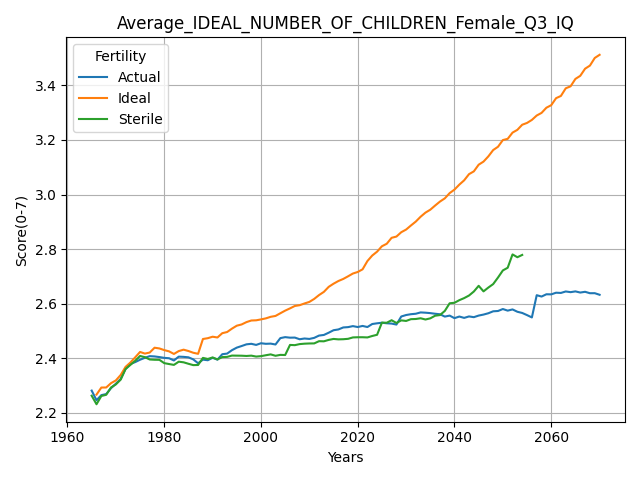 Average_IDEAL_NUMBER_OF_CHILDREN_Female_Q3_IQ
Fertility
Actual
Ideal
Sterile
Score(0-7)
3.4
3.2
3.0
2.8
2.6
2.4
2.2
1960
1980
2000
2020
2040
2060
Years